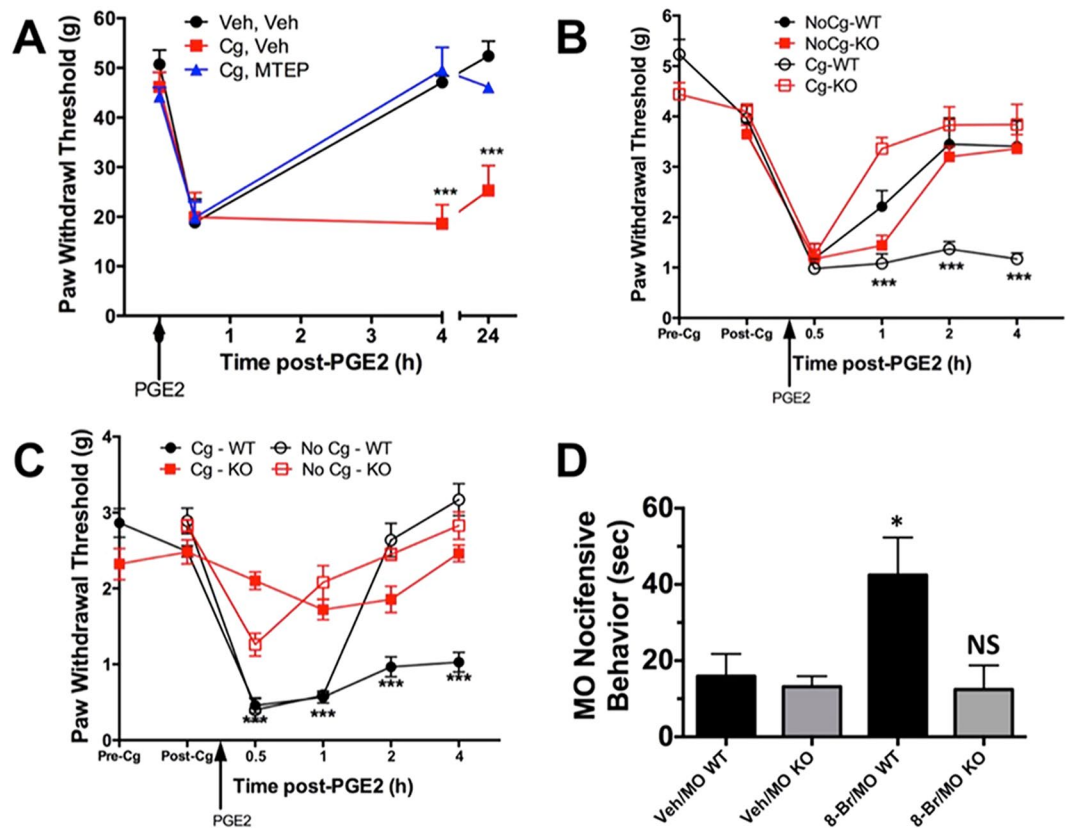 A
Paw Withdrawl Threshold (g)
60
50
40
30
20
10
0
Veh, Veh
Cg, Veh
Cg, MTEP
***
***
1
2
3
4
24
Time post-PGE2 (h)
PGE2
B
Paw Withdrawal Threshold (g)
6
5
4
3
2
1
0
NoCg-WT
NoCg-KO
Cg-WT
Cg-KO
***
***
***
Pre-Cg
Post-Cg
0.5
1
2
4
Time post-PGE2 (h)
PGE2
C
Paw Withdrawal Threshold (g)
4
3
2
1
0
Cg - WT
No Cg - WT
Cg - KO
No Cg - KO
***
***
***
***
Pre-Cg
Post-Cg
0.5
1
2
4
Time post-PGE2 (h)
PGE2
D
MO Nocifensive
Behavior (sec)
60
40
20
0
*
NS
Veh/MO WT
Veh/MO KO
8-Br/MO WT
8-Br/MO KO